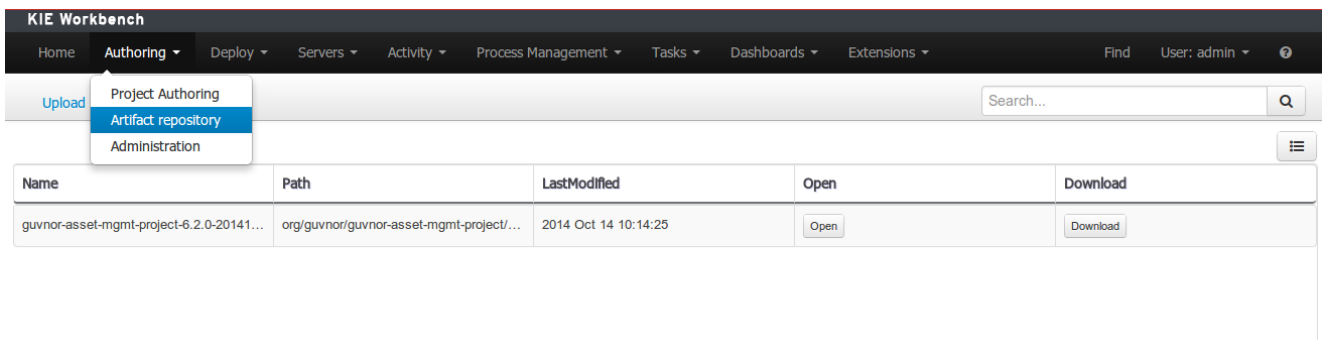 KIE Workbench
Home Authoring Deploy Servers Activity Process Management Tasks Dashboards Extensions Find User: admin
Upload Search...
Project Authoring
Artifact repository
Administration
Name Path LastModified Open Download
guvnor-asset-mgmt-project-6.2.0-20141... org/guvnor/guvnor-asset-mgmt-project/... 2014 Oct 14 10:14:25 Open Download